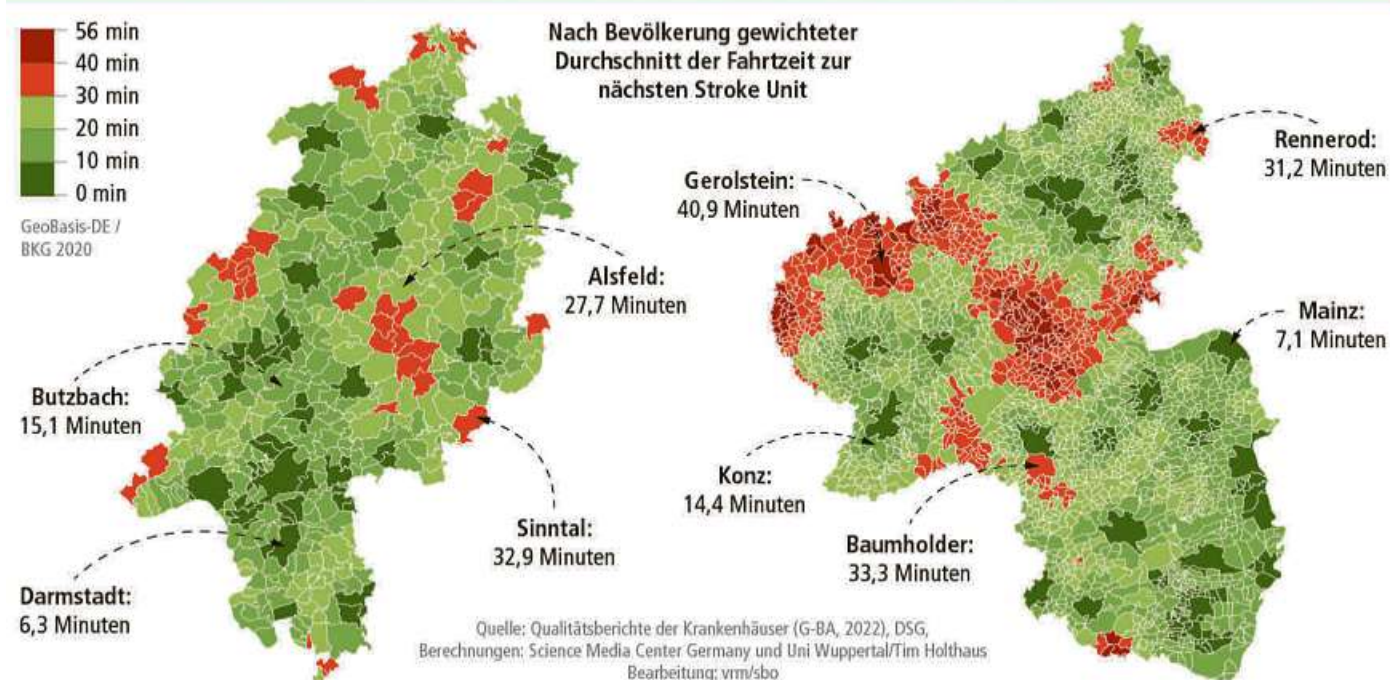 56 min
40 min
30 min
20 min
10 min
0 min
GeoBasis-DE /
BKG 2020
Nach Bevölkerung gewichteter
Durchschnitt der Fahrtzeit zur
nächsten Stroke Unit
Alsfeld:
27,7 Minuten
Butzbach:
15,1 Minuten
Sinntal:
32,9 Minuten
Darmstadt:
6,3 Minuten
Rennerod:
31,2 Minuten
Gerolstein:
40,9 Minuten
Mainz:
7,1 Minuten
Konz:
14,4 Minuten
Baumholder:
33,3 Minuten
Quelle: Qualitätsberichte der Krankenhäuser (G-BA, 2022), DSG,
Berechnungen: Science Media Center Germany und Uni Wuppertal/Tim Holthaus
Bearbeitung: vrm/sbo